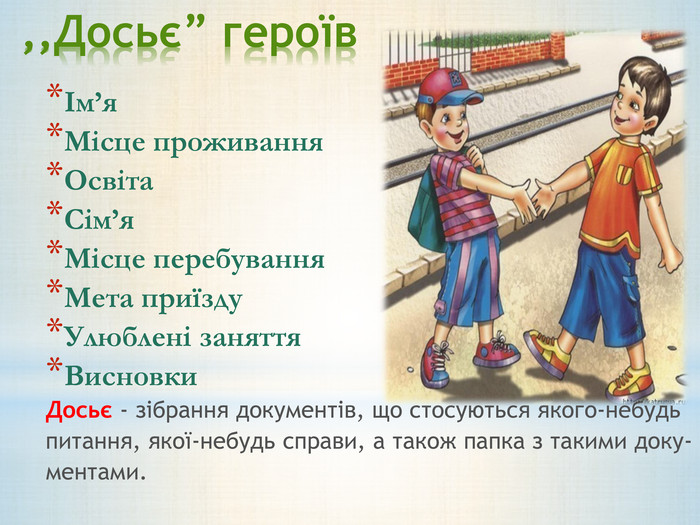 ,,Досьє” героїв
*Ім’я
*Місце проживання
*Освіта
*Сім’я
*Місце перебування
*Мета приїзду
*Улюблені заняття
*Висновки
Досьє - зібрання документів, що стосуються якого-небудь
питання, якої-небудь справи, а також папка з такими доку-
ментами.